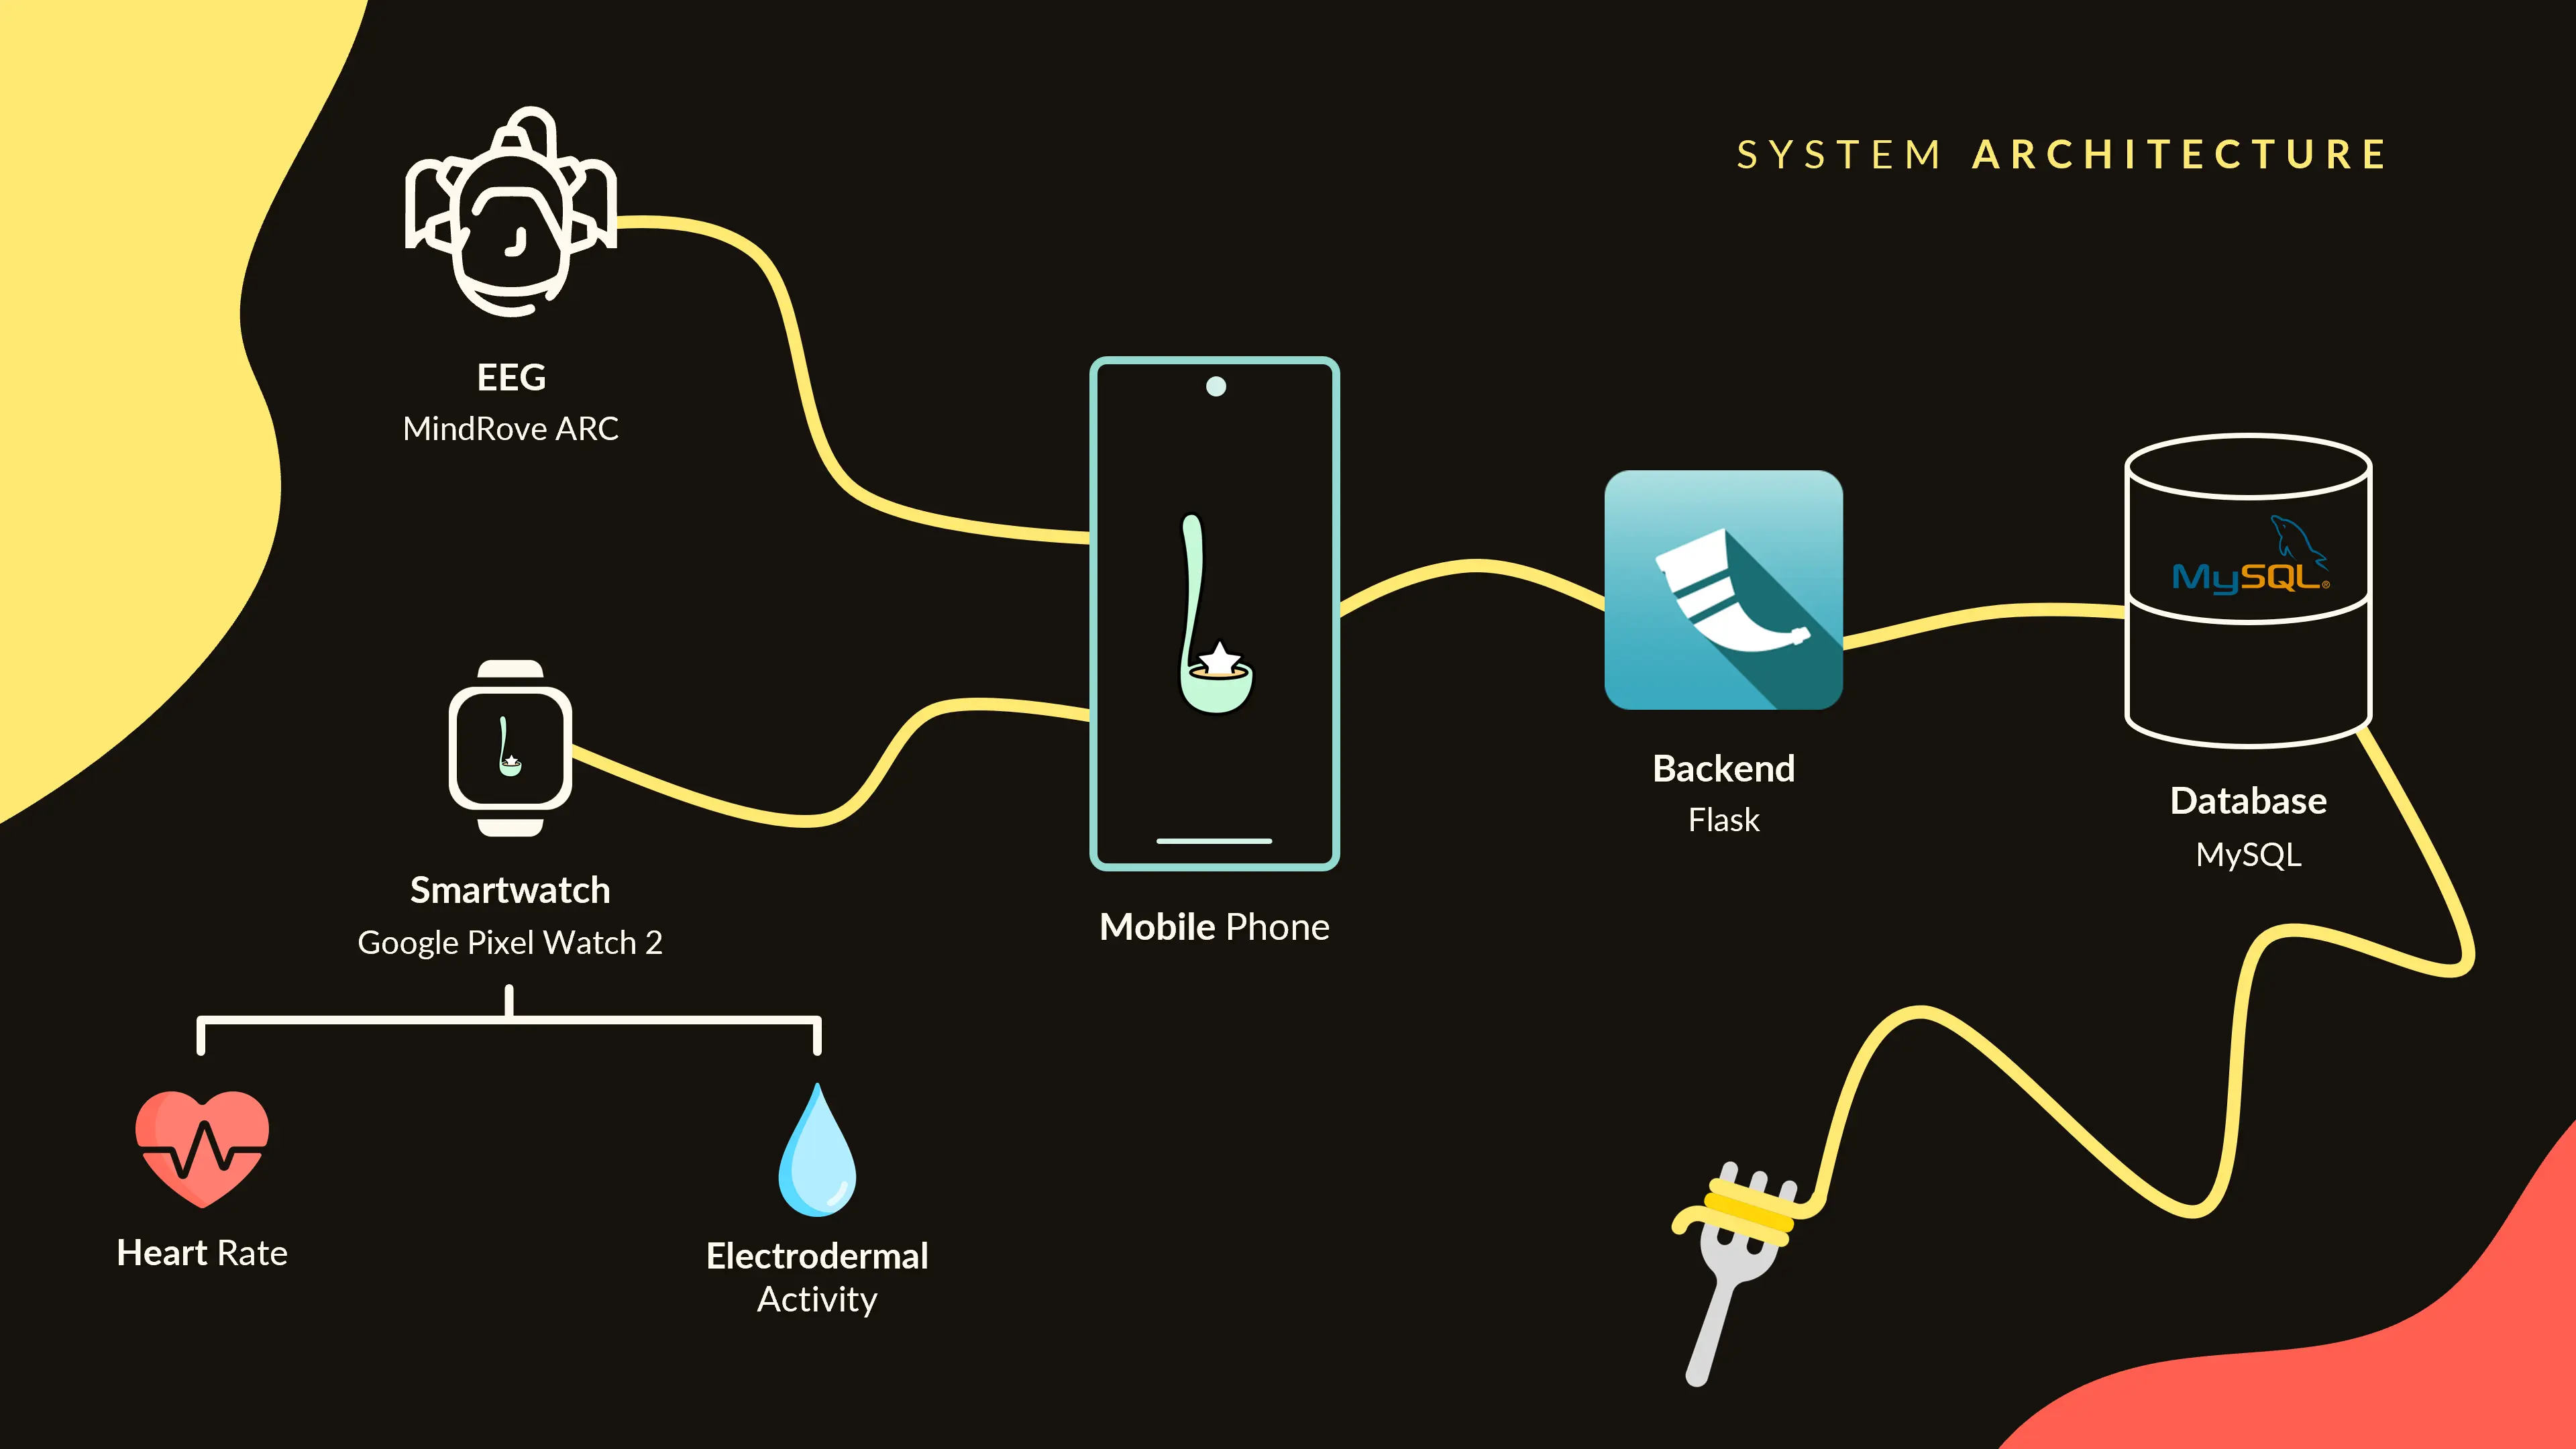 SYSTEM ARCHITECTURE
EEG
MindRove ARC
Smartwatch
Google Pixel Watch 2
Heart Rate
Electrodermal
Activity
Mobile Phone
Backend
Flask
MySQL®
Database
MySQL